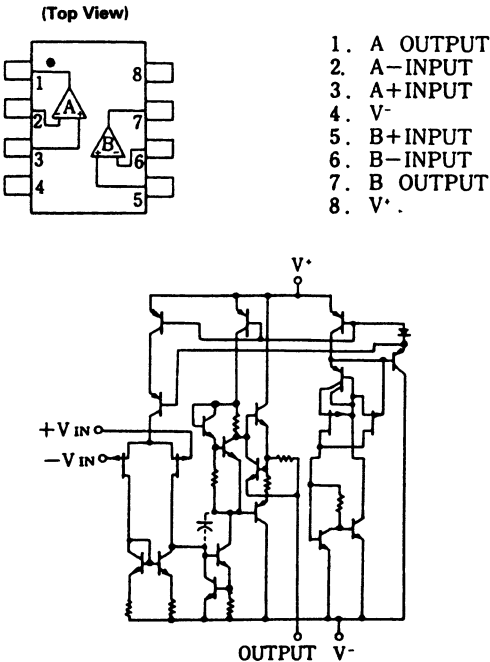 (Top View)
1
2
3
4
8
7
6
5
A
B
1. A OUTPUT
2. A−INPUT
3. A+INPUT
4. V-
5. B+INPUT
6. B−INPUT
7. B OUTPUT
8. V+
V+
+V IN
−V IN
OUTPUT V-